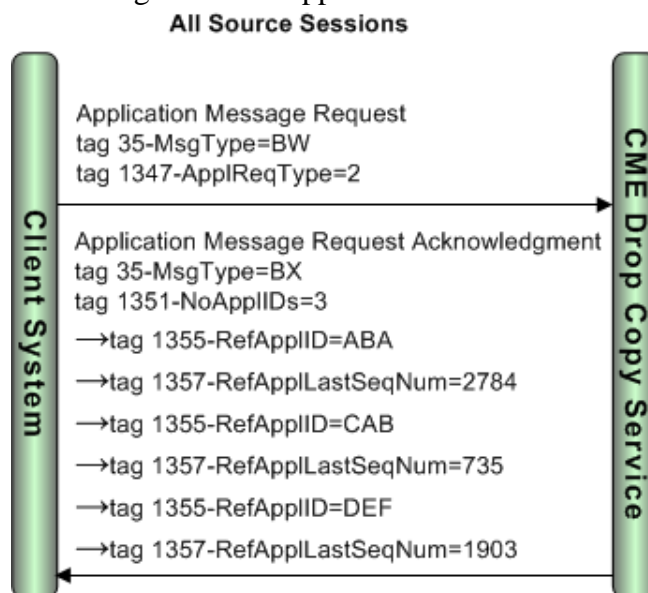 All Source Sessions
Client System
Application Message Request
tag 35-MsgType=BW
tag 1347-ApplReqType=2
Application Message Request Acknowledgment
tag 35-MsgType=BX
tag 1351-NoApplIDs=3
→tag 1355-RefApplID=ABA
→tag 1357-RefApplLastSeqNum=2784
→tag 1355-RefApplID=CAB
→tag 1357-RefApplLastSeqNum=735
→tag 1355-RefApplID=DEF
→tag 1357-RefApplLastSeqNum=1903
CME Drop Copy Service